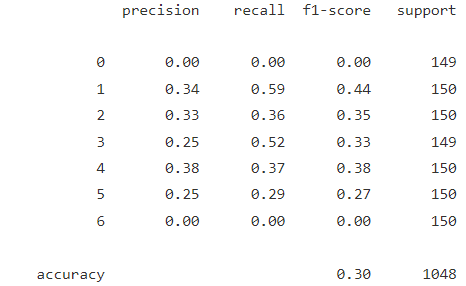 precision recall f1-score support
0 0.00 0.00 0.00 149
1 0.34 0.59 0.44 150
2 0.33 0.36 0.35 150
3 0.25 0.52 0.33 149
4 0.38 0.37 0.38 150
5 0.25 0.29 0.27 150
6 0.00 0.00 0.00 150
accuracy 0.30 1048